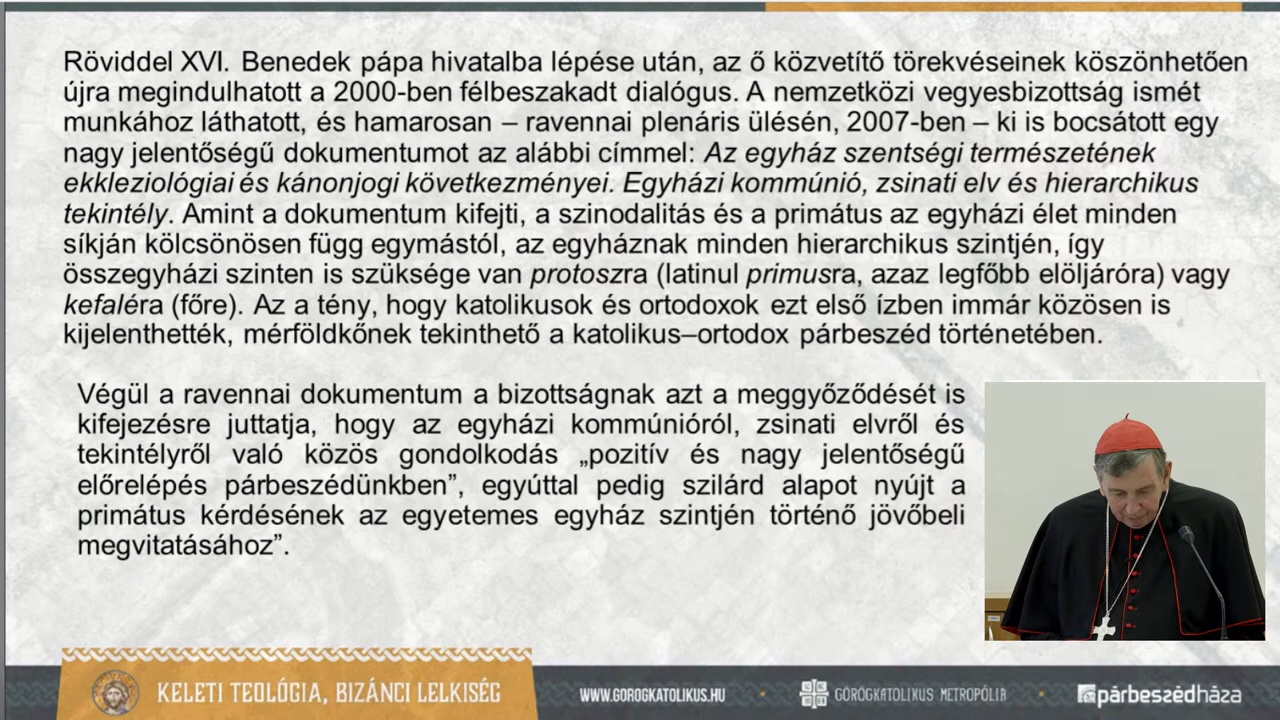 Röviddel XVI. Benedek pápa hivatalba lépése után, az ő közvetítő törekvéseinek köszönhetően
újra megindulhatott a 2000-ben félbeszakadt dialógus. A nemzetközi vegyesbizottság ismét
munkához láthatott, és hamarosan – ravennai plenáris ülésén, 2007-ben – ki is bocsátott egy
nagy jelentőségű dokumentumot az alábbi címmel: Az egyház szentségi természetének
ekkleziológiai és kánonjogi következményei. Egyházi kommúnió, zsinati elv és hierarchikus
tekintély. Amint a dokumentum kifejti, a szinodalitás és a primátus az egyházi élet minden
síkján kölcsönösen függ egymástól, az egyháznak minden hierarchikus szintjén, így
összegyházi szinten is szüksége van protoszra (latinul primusra, azaz legfőbb elöljáróra) vagy
kefaléra (főre). Az a tény, hogy katolikusok és ortodoxok ezt első ízben immár közösen is
kijelenthették, mérföldkőnek tekinthető a katolikus–ortodox párbeszéd történetében.
Végül a ravennai dokumentum a bizottságnak azt a meggyőződését is
kifejezésre juttatja, hogy az egyházi kommúnióról, zsinati elvről és
tekintélyről való közös gondolkodás „pozitív és nagy jelentőségű
előrelépés párbeszédünkben”, egyúttal pedig szilárd alapot nyújt a
primátus kérdésének az egyetemes egyház szintjén történő jövőbeli
megvitatásához”.
KELETI TEOLÓGIA, BIZÁNCI LELKISÉG
WWW.GOROGKATOLIKUS.HU
GÖRÖGKATOLIKUS METROPÓLIA
párbeszédháza